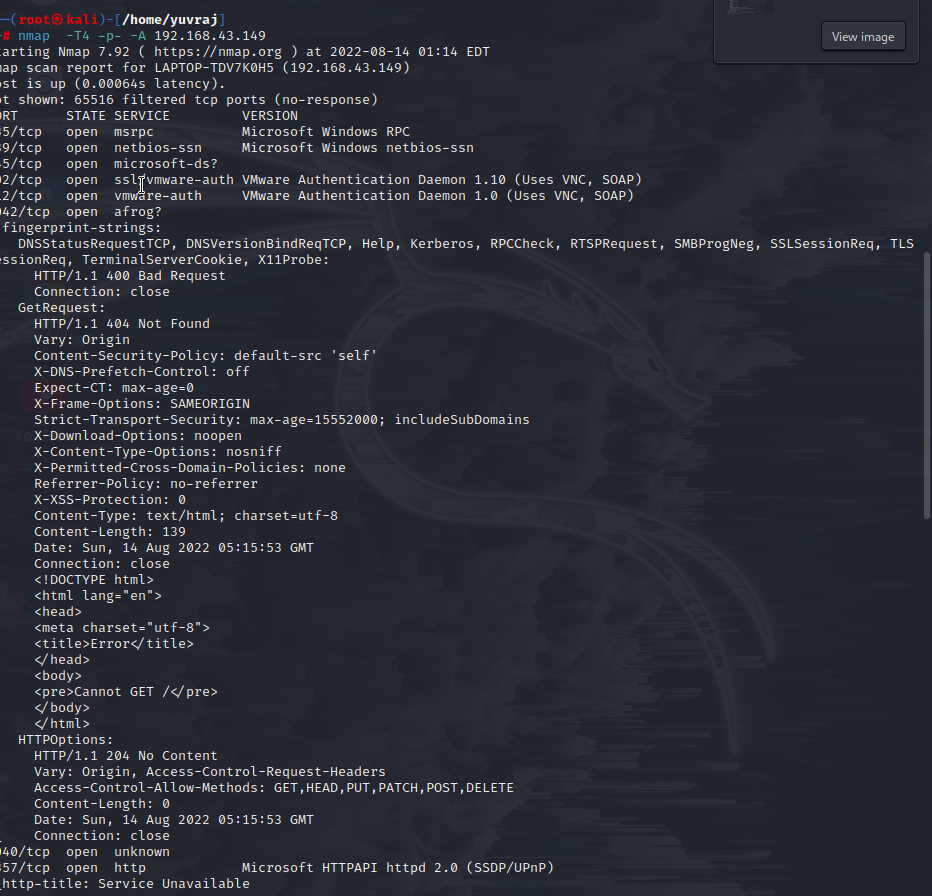 ─(root㉿kali)-[/home/yuvraj]
─# nmap  -T4 -p- -A 192.168.43.149
tarting Nmap 7.92 ( https://nmap.org ) at 2022-08-14 01:14 EDT
map scan report for LAPTOP-TDV7K0H5 (192.168.43.149)
ost is up (0.00064s latency).
ot shown: 65516 filtered tcp ports (no-response)
ORT      STATE SERVICE         VERSION
35/tcp   open  msrpc           Microsoft Windows RPC
39/tcp   open  netbios-ssn     Microsoft Windows netbios-ssn
45/tcp   open  microsoft-ds?
02/tcp   open  ssl/vmware-auth VMware Authentication Daemon 1.10 (Uses VNC, SOAP)
12/tcp   open  vmware-auth     VMware Authentication Daemon 1.0 (Uses VNC, SOAP)
042/tcp  open  afrog?
fingerprint-strings:
DNSStatusRequestTCP, DNSVersionBindReqTCP, Help, Kerberos, RPCCheck, RTSPRequest, SMBProgNeg, SSLSessionReq, TLS
essionReq, TerminalServerCookie, X11Probe:
HTTP/1.1 400 Bad Request
Connection: close
GetRequest:
HTTP/1.1 404 Not Found
Vary: Origin
Content-Security-Policy: default-src 'self'
X-DNS-Prefetch-Control: off
Expect-CT: max-age=0
X-Frame-Options: SAMEORIGIN
Strict-Transport-Security: max-age=15552000; includeSubDomains
X-Download-Options: noopen
X-Content-Type-Options: nosniff
X-Permitted-Cross-Domain-Policies: none
Referrer-Policy: no-referrer
X-XSS-Protection: 0
Content-Type: text/html; charset=utf-8
Content-Length: 139
Date: Sun, 14 Aug 2022 05:15:53 GMT
Connection: close
<!DOCTYPE html>
<html lang="en">
<head>
<meta charset="utf-8">
<title>Error</title>
</head>
<body>
<pre>Cannot GET /</pre>
</body>
</html>
HTTPOptions:
HTTP/1.1 204 No Content
Vary: Origin, Access-Control-Request-Headers
Access-Control-Allow-Methods: GET,HEAD,PUT,PATCH,POST,DELETE
Content-Length: 0
Date: Sun, 14 Aug 2022 05:15:53 GMT
Connection: close
040/tcp  open  unknown
357/tcp  open  http            Microsoft HTTPAPI httpd 2.0 (SSDP/UPnP)
_http-title: Service Unavailable
View image